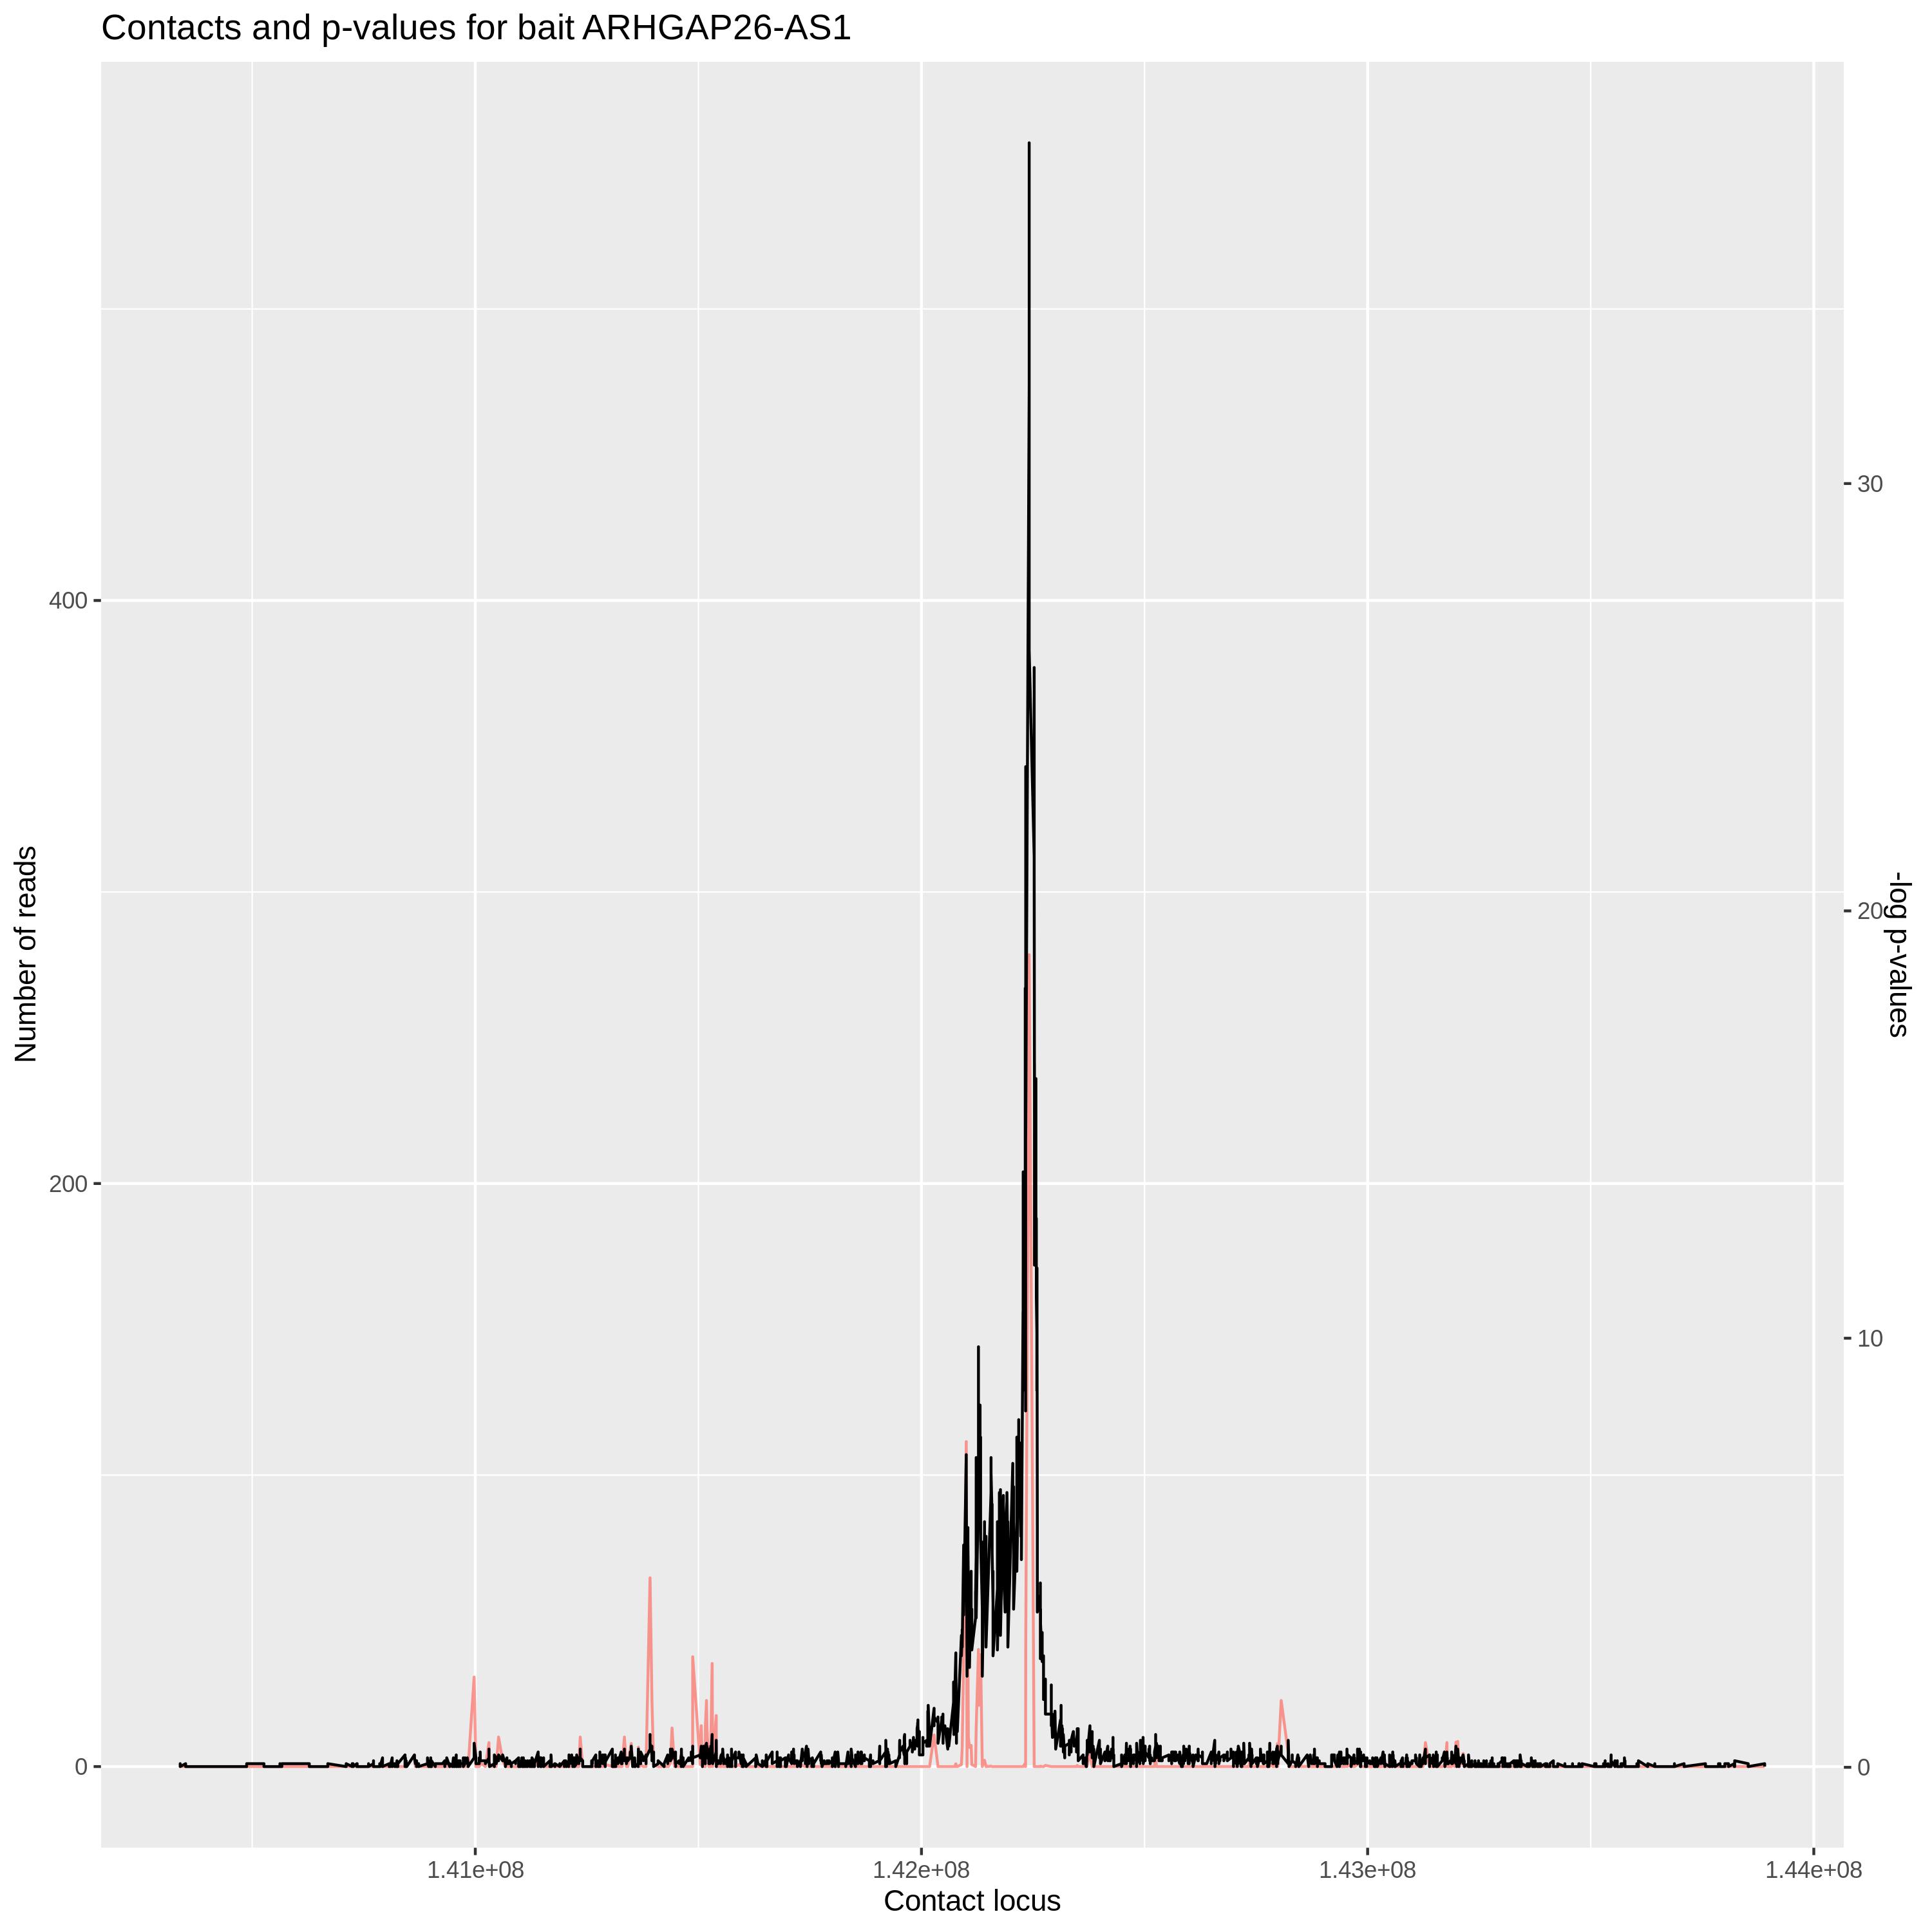 Contacts and p-values for bait ARHGAP26-AS1
Number of reads
400
200
0
30
20
10
0
-log p-values
1.41e+08
1.42e+08
1.43e+08
1.44e+08
Contact locus